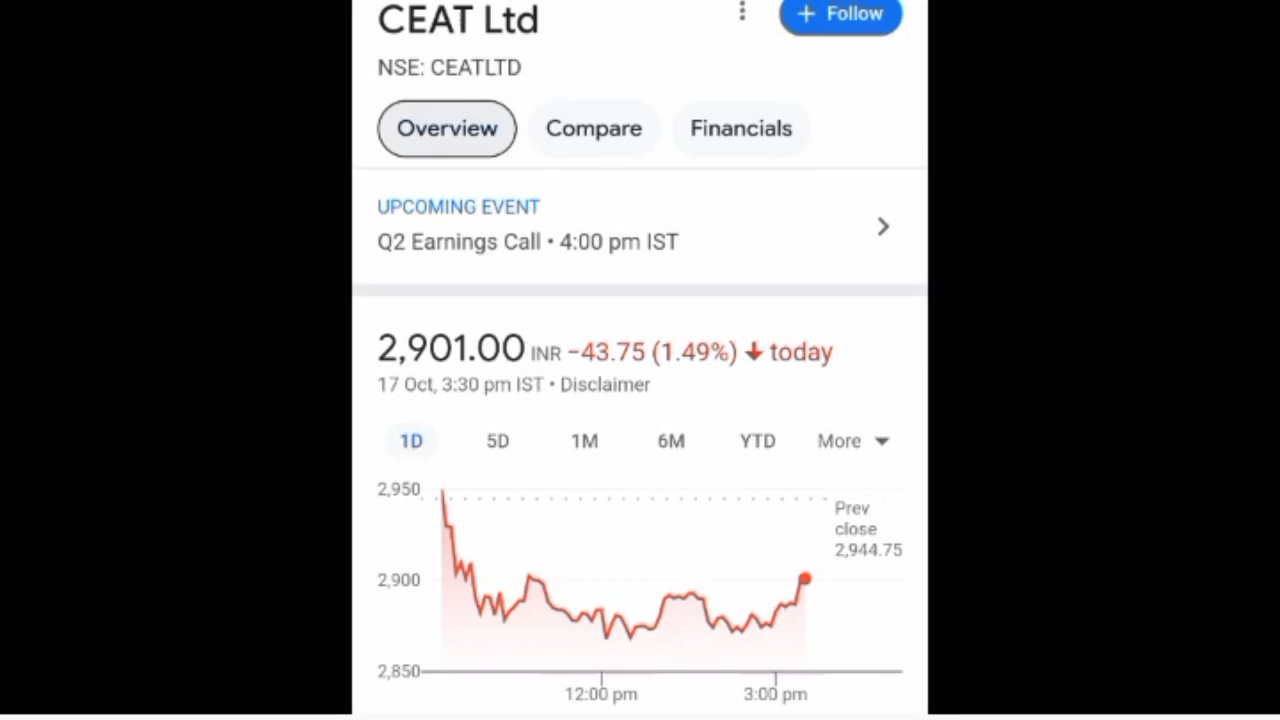 CEAT Ltd
+ Follow
NSE: CEATLTD
Overview Compare Financials
UPCOMING EVENT
Q2 Earnings Call • 4:00 pm IST
2,901.00 INR −43.75 (1.49%) ↓ today
17 Oct, 3:30 pm IST • Disclaimer
1D 5D 1M 6M YTD More
2,950
Prev
close
2,944.75
2,900
2,850
12:00 pm 3:00 pm